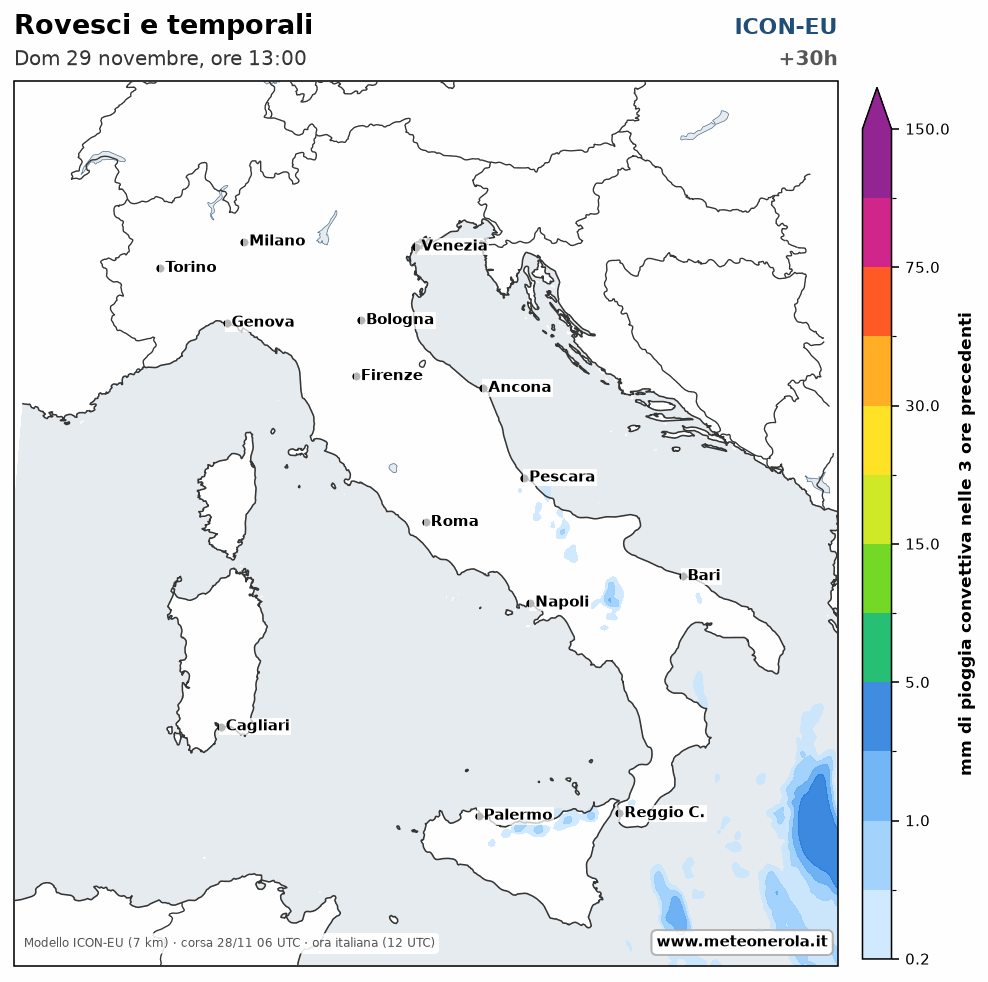 Rovesci e temporali
ICON-EU
Dom 29 novembre, ore 13:00
+30h
Milano
Venezia
Torino
Genova
Bologna
Firenze
Ancona
Pescara
Roma
Bari
Napoli
Cagliari
Palermo
Reggio C.
Modello ICON-EU (7 km) · corsa 28/11 06 UTC · ora italiana (12 UTC)
www.meteonerola.it
150.0
75.0
30.0
15.0
5.0
1.0
0.2
mm di pioggia convettiva nelle 3 ore precedenti